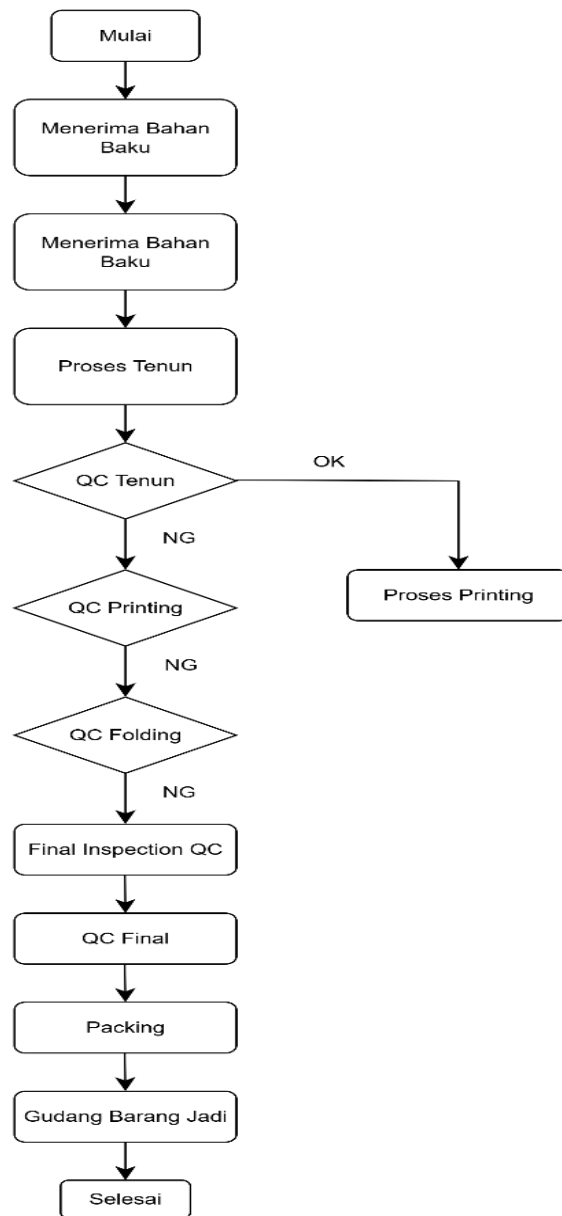 Mulai
Menerima Bahan
Baku
Menerima Bahan
Baku
Proses Tenun
QC Tenun
OK
NG
Proses Printing
QC Printing
NG
QC Folding
NG
Final Inspection QC
QC Final
Packing
Gudang Barang Jadi
Selesai